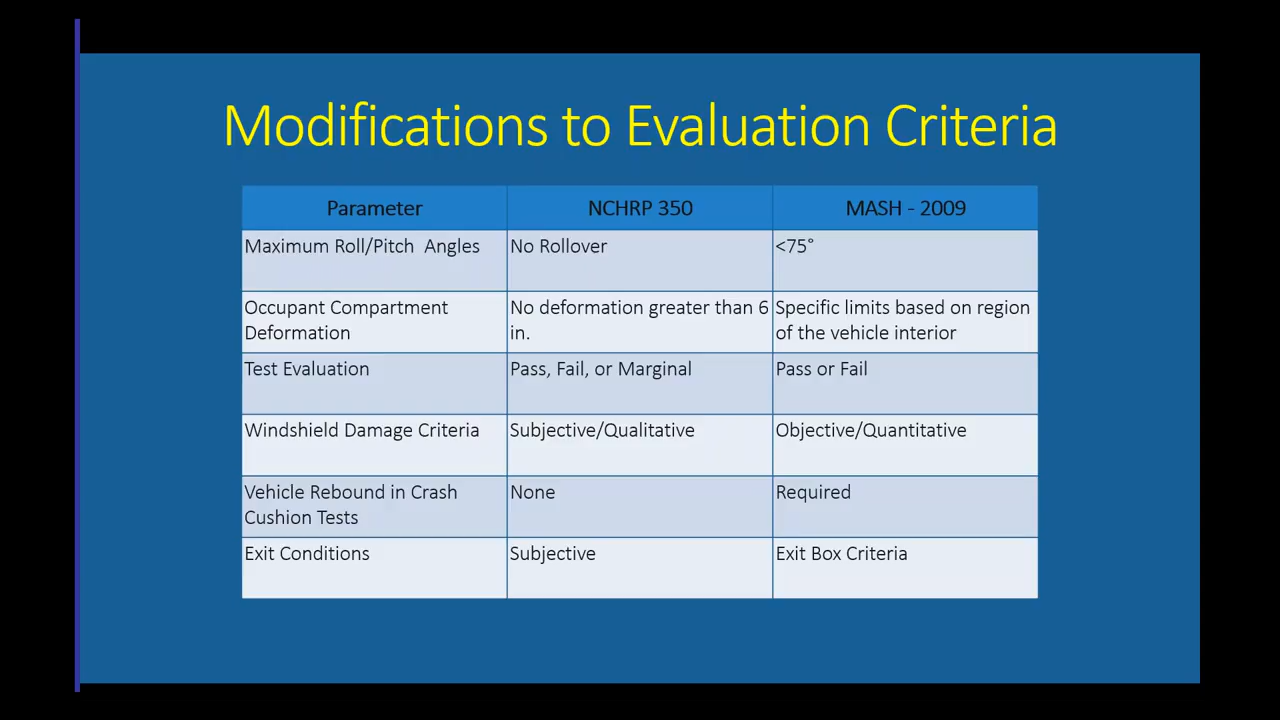 Modifications to Evaluation Criteria
Parameter NCHRP 350 MASH - 2009
Maximum Roll/Pitch Angles No Rollover <75°
Occupant Compartment No deformation greater than 6 Specific limits based on region
Deformation in. of the vehicle interior
Test Evaluation Pass, Fail, or Marginal Pass or Fail
Windshield Damage Criteria Subjective/Qualitative Objective/Quantitative
Vehicle Rebound in Crash None Required
Cushion Tests
Exit Conditions Subjective Exit Box Criteria